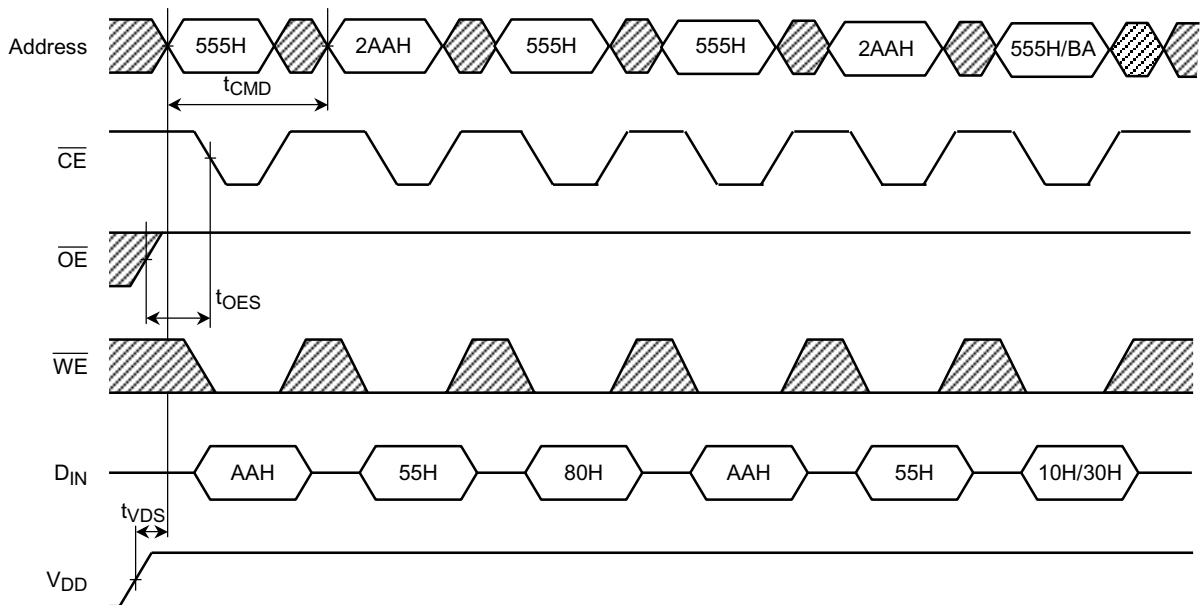 Address 555H 2AAH 555H 555H 2AAH 555H/BA
tCMD
CE
OE
tOES
WE
DIN AAH 55H 80H AAH 55H 10H/30H
tVDS
VDD